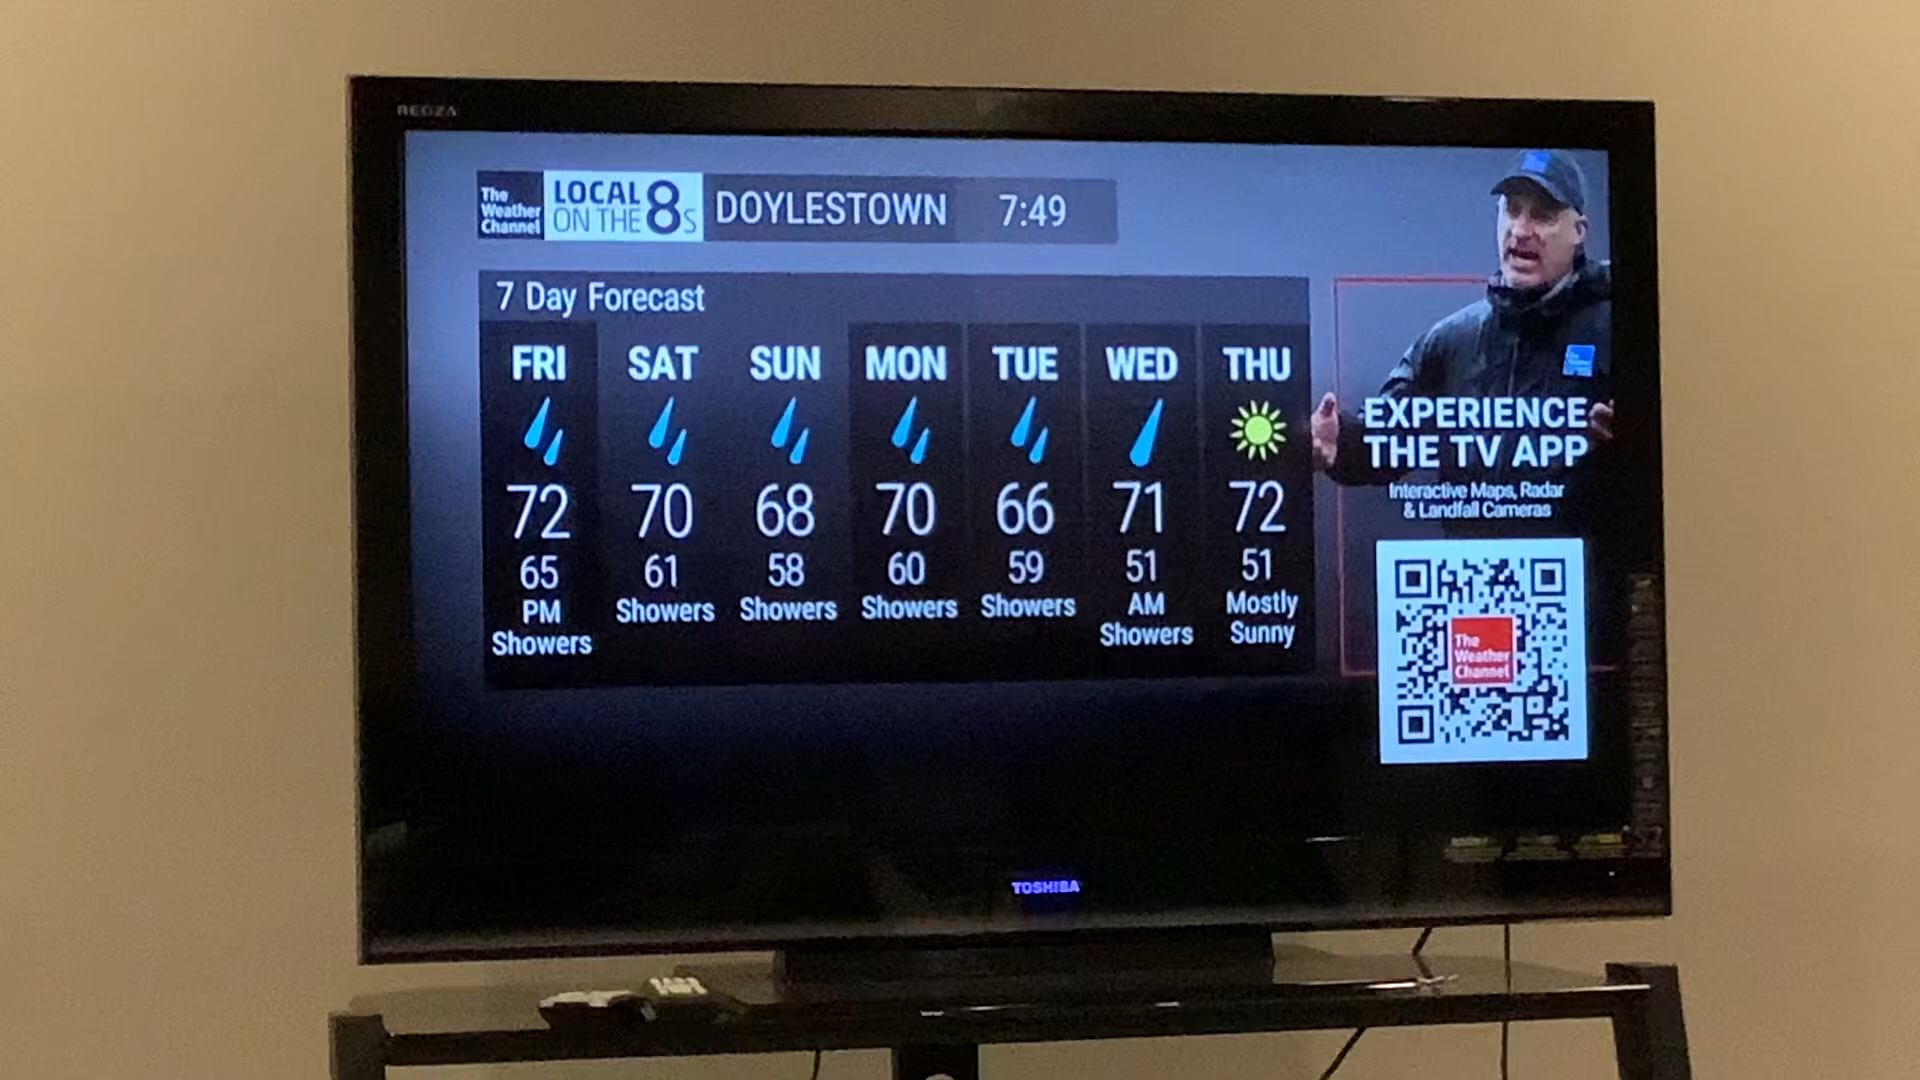 REGZA
The Weather Channel
LOCAL ON THE 8s
DOYLESTOWN 7:49
7 Day Forecast
FRI SAT SUN MON TUE WED THU
72 70 68 70 66 71 72
65 61 58 60 59 51 51
PM Showers
Showers
Showers
Showers
Showers
AM Showers
Mostly Sunny
The Weather Channel
EXPERIENCE
THE TV APP
Interactive Maps, Radar
& Landfall Cameras
The
Weather
Channel
TOSHIBA